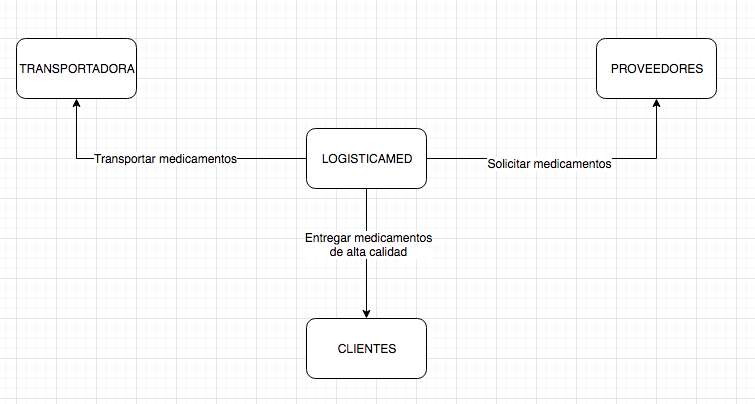 TRANSPORTADORA
PROVEEDORES
Transportar medicamentos
LOGISTICAMED
Solicitar medicamentos
Entregar medicamentos
de alta calidad
CLIENTES